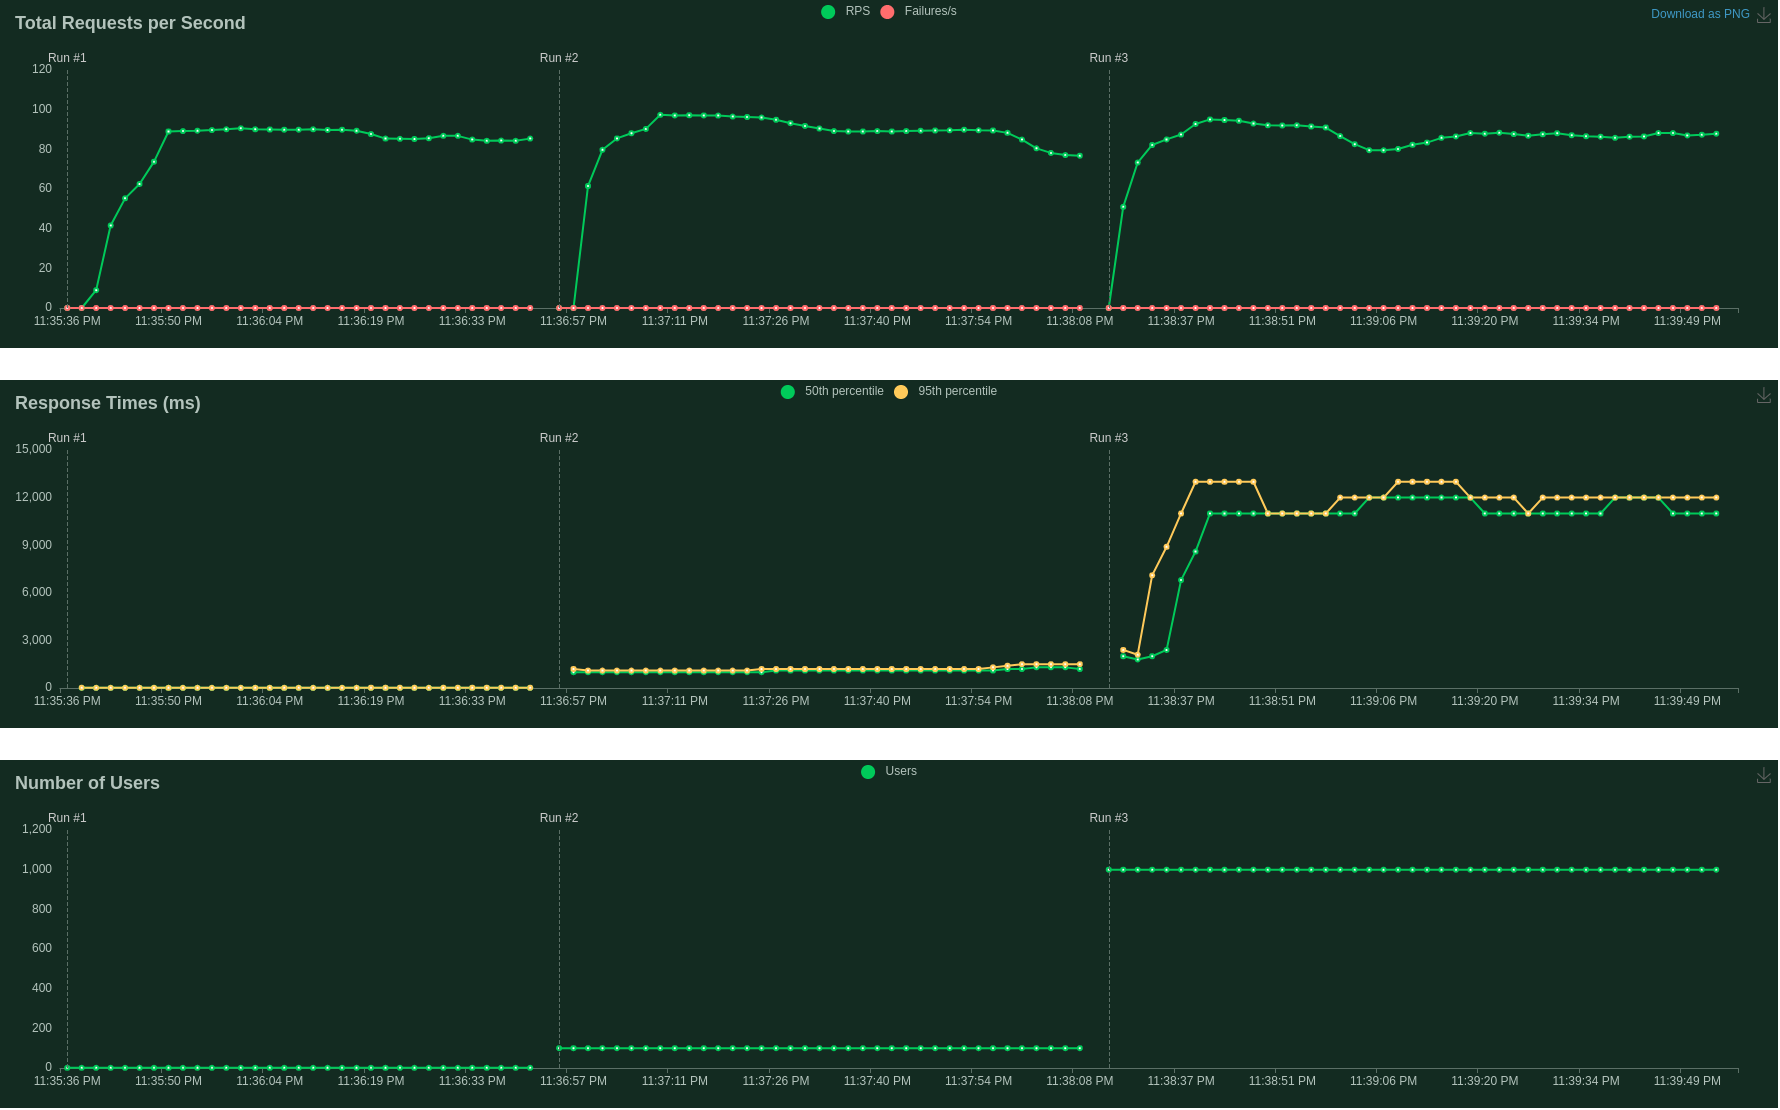 Total Requests per Second
RPS Failures/s
Download as PNG
Run #1 Run #2 Run #3
120
100
80
60
40
20
0
11:35:36 PM 11:35:50 PM 11:36:04 PM 11:36:19 PM 11:36:33 PM 11:36:57 PM 11:37:11 PM 11:37:26 PM 11:37:40 PM 11:37:54 PM 11:38:08 PM 11:38:37 PM 11:38:51 PM 11:39:06 PM 11:39:20 PM 11:39:34 PM 11:39:49 PM
Response Times (ms)
50th percentile 95th percentile
Run #1 Run #2 Run #3
15,000
12,000
9,000
6,000
3,000
0
11:35:36 PM 11:35:50 PM 11:36:04 PM 11:36:19 PM 11:36:33 PM 11:36:57 PM 11:37:11 PM 11:37:26 PM 11:37:40 PM 11:37:54 PM 11:38:08 PM 11:38:37 PM 11:38:51 PM 11:39:06 PM 11:39:20 PM 11:39:34 PM 11:39:49 PM
Number of Users
Users
Run #1 Run #2 Run #3
1,200
1,000
800
600
400
200
0
11:35:36 PM 11:35:50 PM 11:36:04 PM 11:36:19 PM 11:36:33 PM 11:36:57 PM 11:37:11 PM 11:37:26 PM 11:37:40 PM 11:37:54 PM 11:38:08 PM 11:38:37 PM 11:38:51 PM 11:39:06 PM 11:39:20 PM 11:39:34 PM 11:39:49 PM